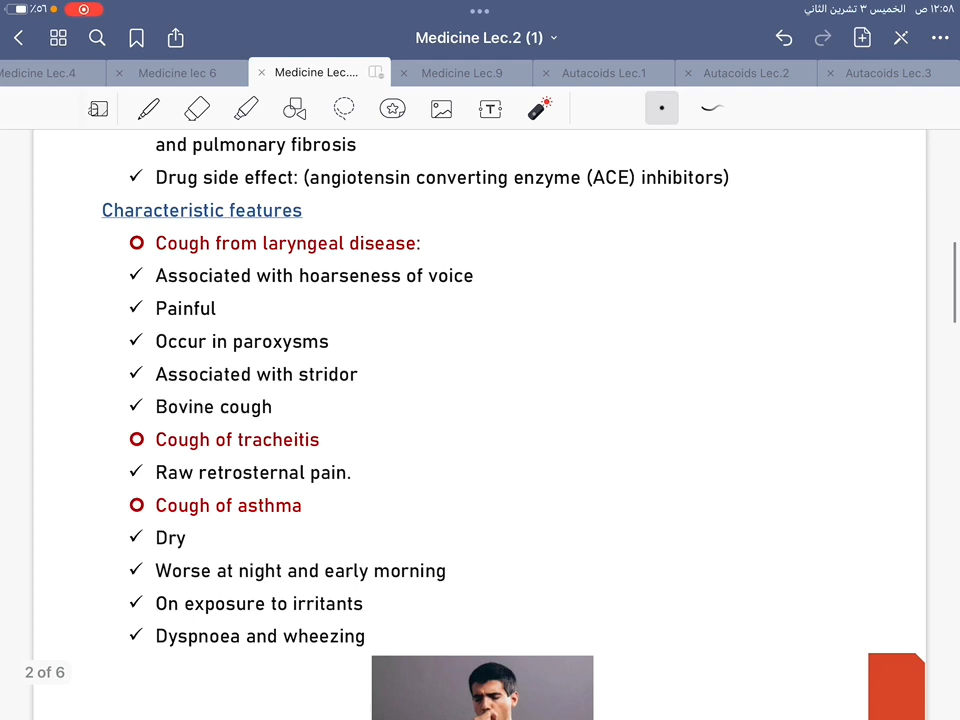 ٪٥٦
١٢:٥٨ ص الخميس ٣ تشرين الثاني
Medicine Lec.2 (1)
Medicine Lec.4
Medicine lec 6
Medicine Lec....
Medicine Lec.9
Autacoids Lec.1
Autacoids Lec.2
Autacoids Lec.3
T
and pulmonary fibrosis
✓ Drug side effect: (angiotensin converting enzyme (ACE) inhibitors)
Characteristic features
Cough from laryngeal disease:
✓ Associated with hoarseness of voice
✓ Painful
✓ Occur in paroxysms
✓ Associated with stridor
✓ Bovine cough
Cough of tracheitis
✓ Raw retrosternal pain.
Cough of asthma
✓ Dry
✓ Worse at night and early morning
✓ On exposure to irritants
✓ Dyspnoea and wheezing
2 of 6